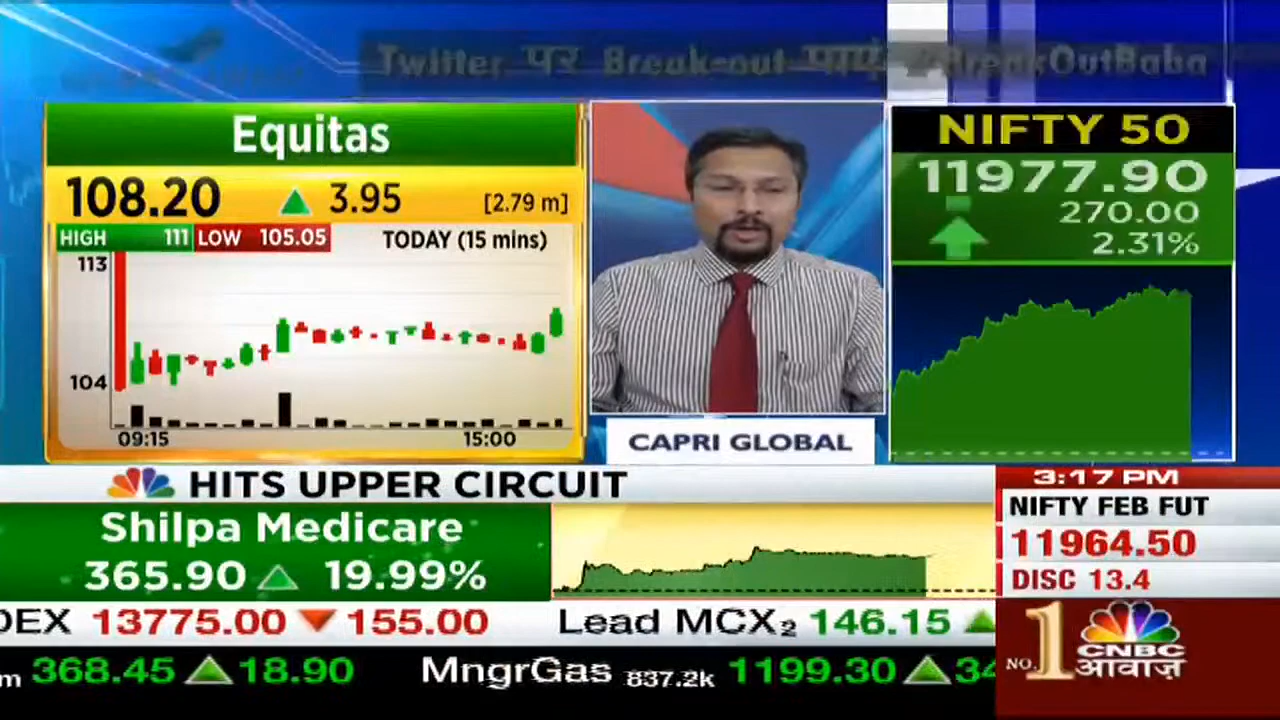 Twitter पर Break-out पाएं #BreakOutBaba
Equitas
108.20 ▲ 3.95 [2.79 m]
HIGH 111 LOW 105.05 TODAY (15 mins)
113
104
09:15 15:00
CAPRI GLOBAL
NIFTY 50
11977.90
270.00
2.31%
HITS UPPER CIRCUIT
Shilpa Medicare
365.90 ▲ 19.99%
3:17 PM
NIFTY FEB FUT
11964.50
DISC 13.4
DEX 13775.00 ▼ 155.00 Lead MCX₂ 146.15 ▲
m 368.45 ▲ 18.90 MngrGas 837.2k 1199.30 ▲ 34
NO.1 CNBC
आवाज़